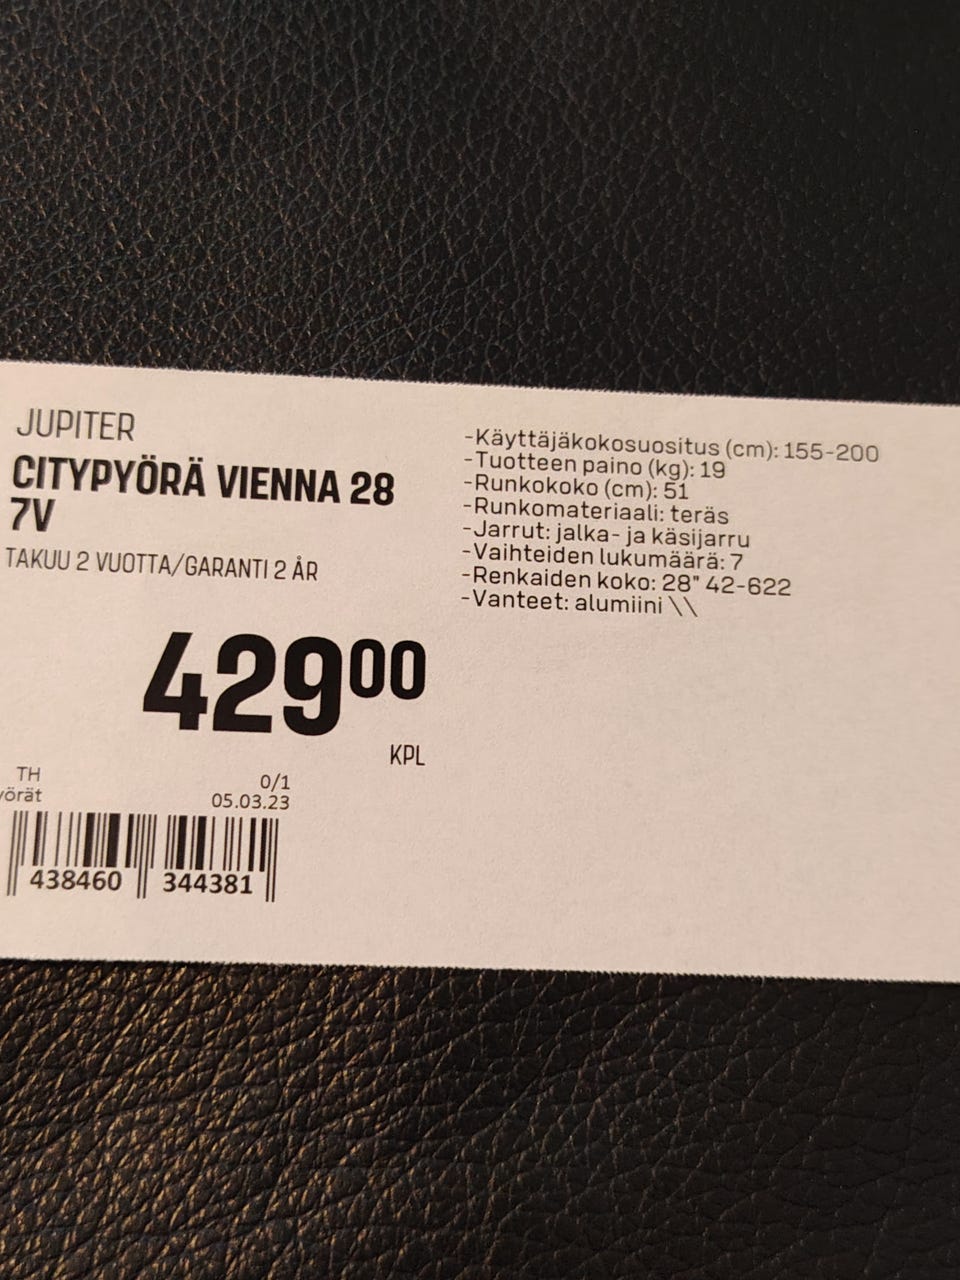 JUPITER
CITYPYÖRÄ VIENNA 28
7V
TAKUU 2 VUOTTA/GARANTI 2 ÅR
42900
KPL
-Käyttäjäkokosuositus (cm): 155-200
-Tuotteen paino (kg): 19
-Runkokoko (cm): 51
-Runkomateriaali: teräs
-Jarrut: jalka- ja käsijarru
-Vaihteiden lukumäärä: 7
-Renkaiden koko: 28" 42-622
-Vanteet: alumiini \\
TH
0/1
05.03.23
438460 344381